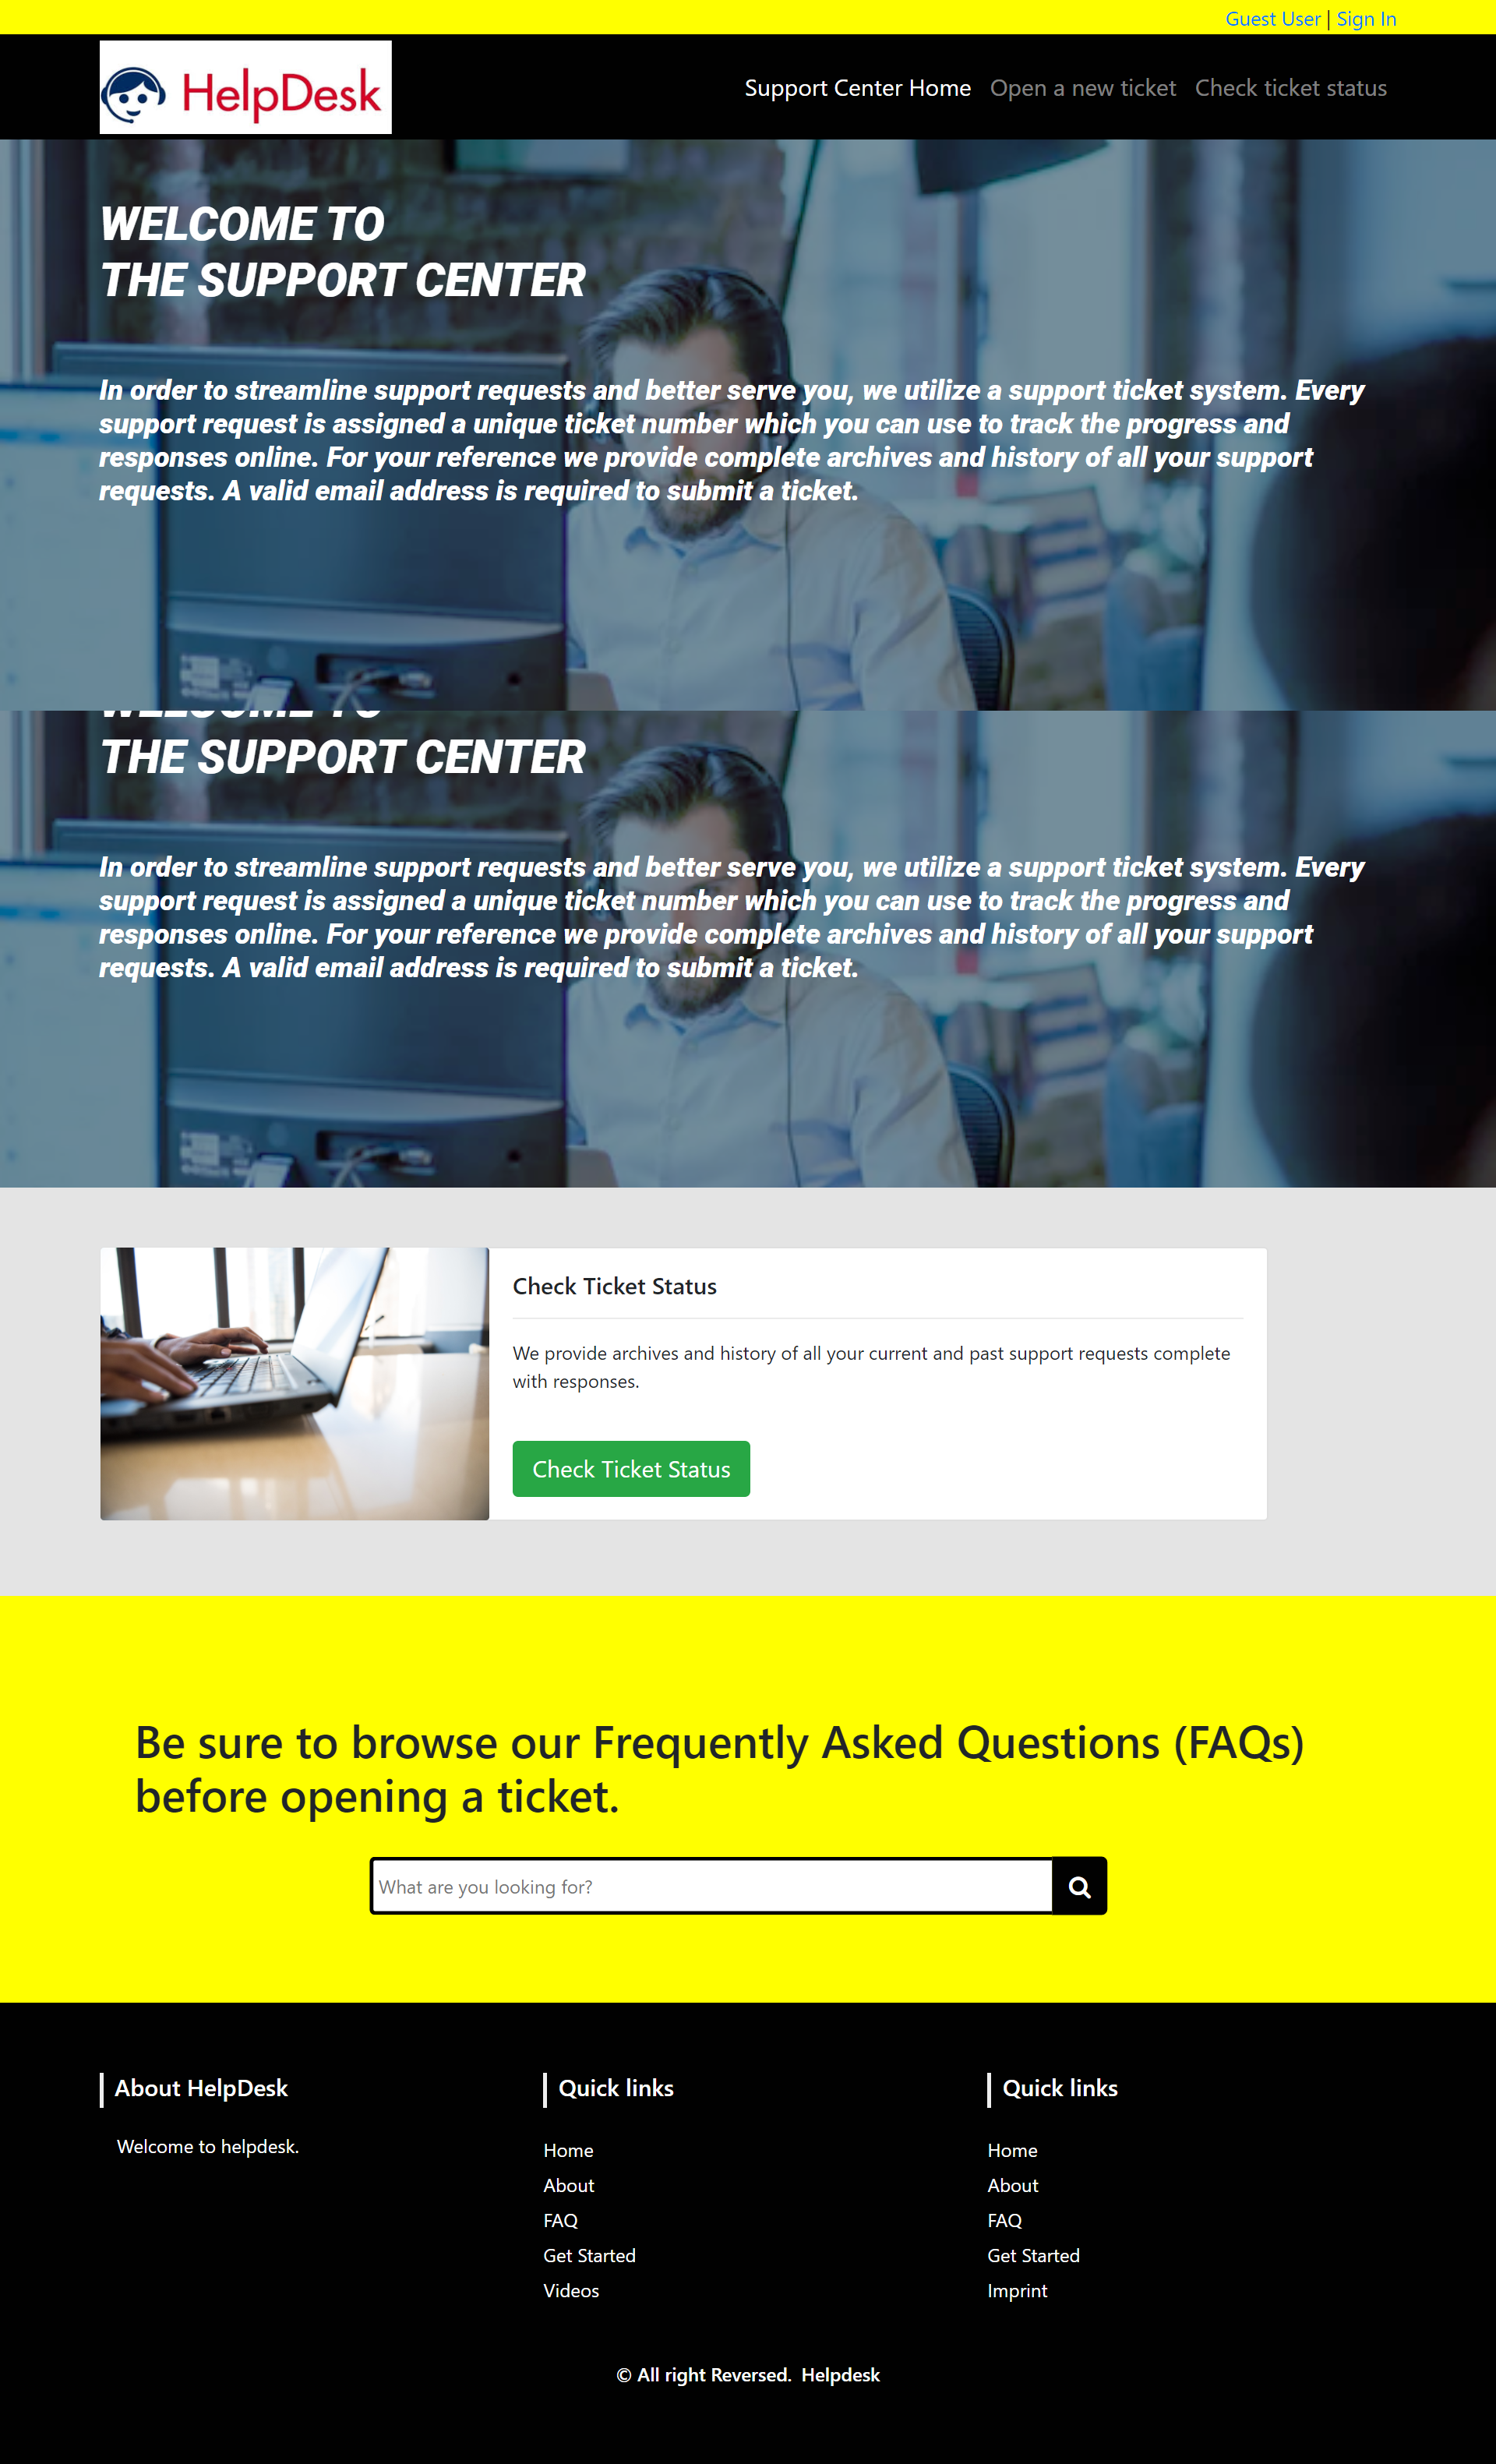 Guest User | Sign In
HelpDesk
Support Center Home Open a new ticket Check ticket status
WELCOME TO
THE SUPPORT CENTER
In order to streamline support requests and better serve you, we utilize a support ticket system. Every
support request is assigned a unique ticket number which you can use to track the progress and
responses online. For your reference we provide complete archives and history of all your support
requests. A valid email address is required to submit a ticket.
WELCOME TO
THE SUPPORT CENTER
In order to streamline support requests and better serve you, we utilize a support ticket system. Every
support request is assigned a unique ticket number which you can use to track the progress and
responses online. For your reference we provide complete archives and history of all your support
requests. A valid email address is required to submit a ticket.
Check Ticket Status
We provide archives and history of all your current and past support requests complete
with responses.
Check Ticket Status
Be sure to browse our Frequently Asked Questions (FAQs)
before opening a ticket.
What are you looking for?
About HelpDesk
Welcome to helpdesk.
Quick links
Home
About
FAQ
Get Started
Videos
Quick links
Home
About
FAQ
Get Started
Imprint
© All right Reversed. Helpdesk